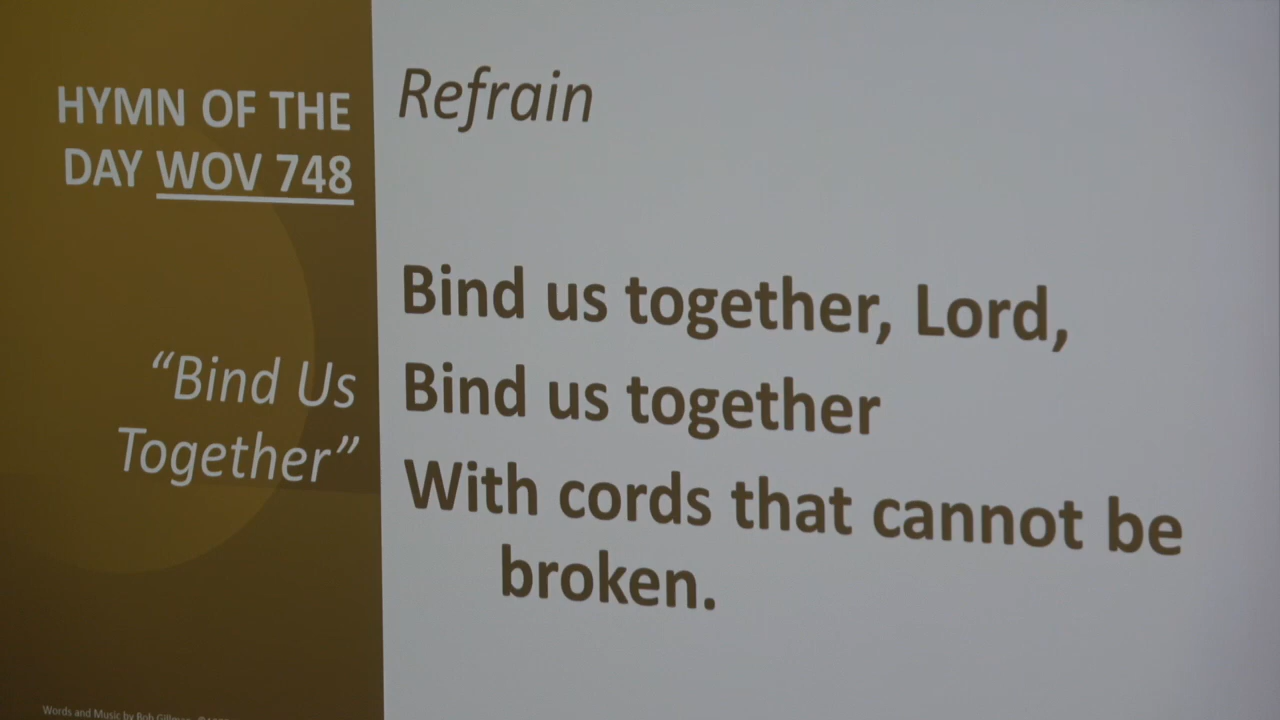 HYMN OF THE
DAY WOV 748
“Bind Us
Together”
Refrain
Bind us together, Lord,
Bind us together
With cords that cannot be
broken.
Words and Music by Bob